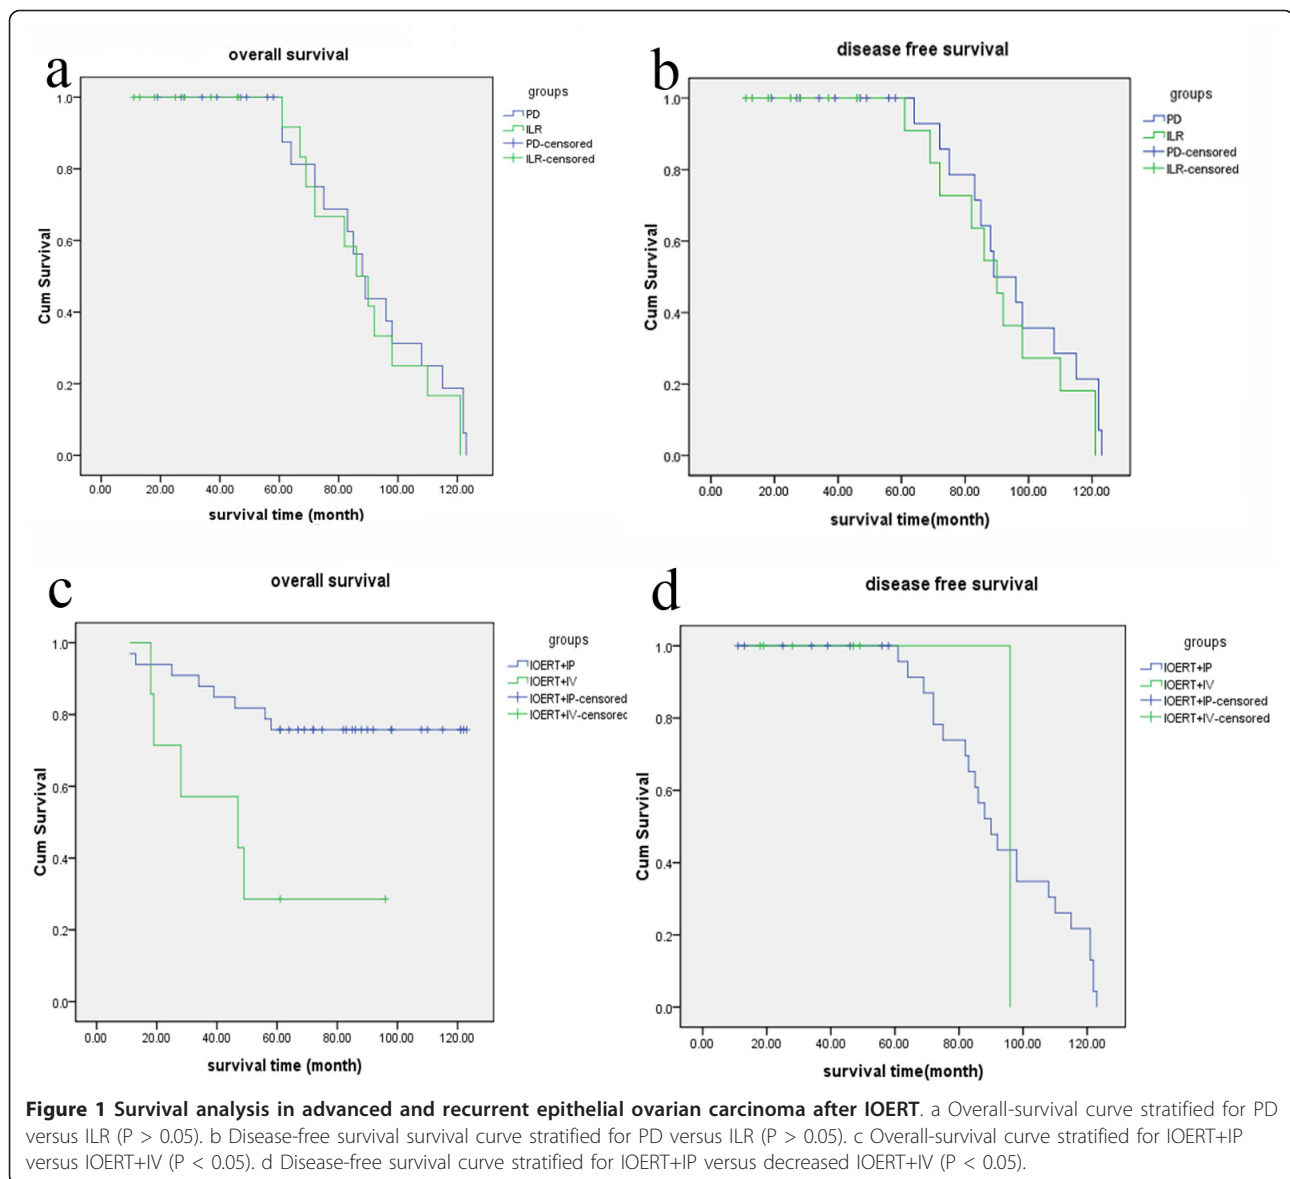 a
overall survival
groups
PD
ILR
PD-censored
ILR-censored
Cum Survival
1.0
0.8
0.6
0.4
0.2
0.0
0.00 20.00 40.00 60.00 80.00 100.00 120.00
survival time (month)
b
disease free survival
groups
PD
ILR
PD-censored
ILR-censored
Cum Survival
1.0
0.8
0.6
0.4
0.2
0.0
0.00 20.00 40.00 60.00 80.00 100.00 120.00
survival time(month)
c
overall survival
groups
IOERT+IP
IOERT+IV
IOERT+IP-censored
IOERT+IV-censored
Cum Survival
1.0
0.8
0.6
0.4
0.2
0.0
0.00 20.00 40.00 60.00 80.00 100.00 120.00
survival time (month)
d
disease free survival
groups
IOERT+IP
IOERT+IV
IOERT+IP-censored
IOERT+IV-censored
Cum Survival
1.0
0.8
0.6
0.4
0.2
0.0
0.00 20.00 40.00 60.00 80.00 100.00 120.00
survival time(month)
Figure 1 Survival analysis in advanced and recurrent epithelial ovarian carcinoma after IOERT. a Overall-survival curve stratified for PD
versus ILR (P > 0.05). b Disease-free survival survival curve stratified for PD versus ILR (P > 0.05). c Overall-survival curve stratified for IOERT+IP
versus IOERT+IV (P < 0.05). d Disease-free survival curve stratified for IOERT+IP versus decreased IOERT+IV (P < 0.05).